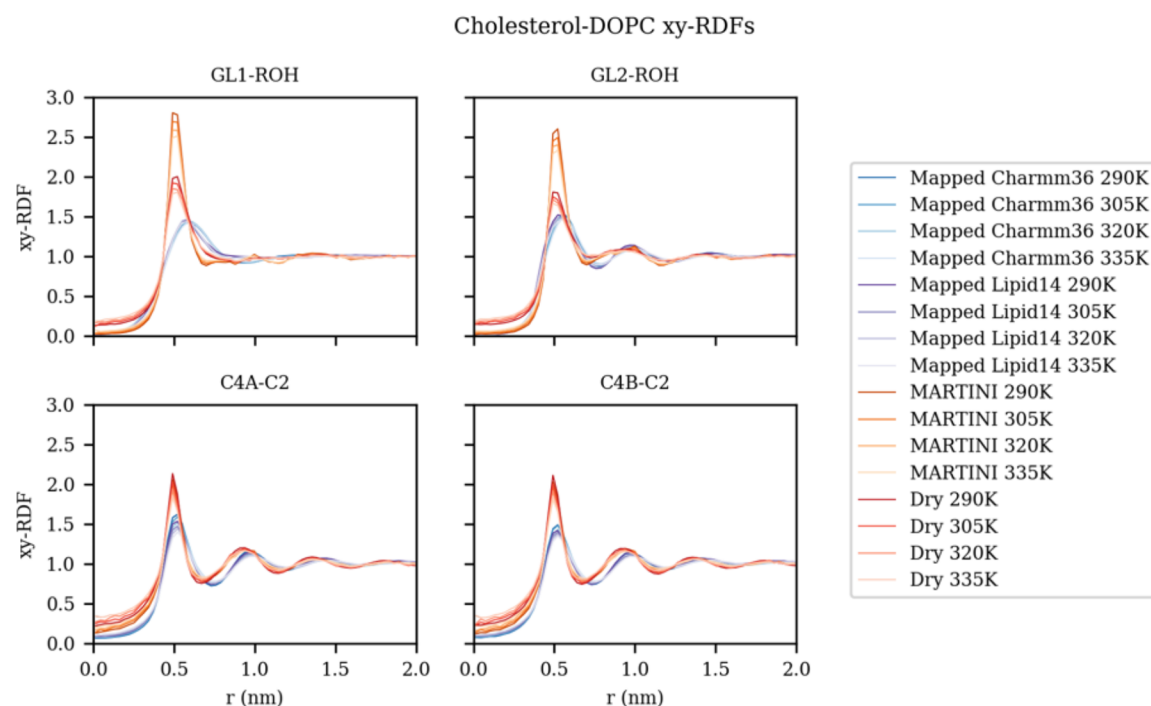 Cholesterol-DOPC xy-RDFs
GL1-ROH
GL2-ROH
3.0
2.5
2.0
1.5
1.0
0.5
0.0
xy-RDF
C4A-C2
C4B-C2
3.0
2.5
2.0
1.5
1.0
0.5
0.0
xy-RDF
0.0 0.5 1.0 1.5 2.0
0.0 0.5 1.0 1.5 2.0
r (nm)
r (nm)
Mapped Charmm36 290K
Mapped Charmm36 305K
Mapped Charmm36 320K
Mapped Charmm36 335K
Mapped Lipid14 290K
Mapped Lipid14 305K
Mapped Lipid14 320K
Mapped Lipid14 335K
MARTINI 290K
MARTINI 305K
MARTINI 320K
MARTINI 335K
Dry 290K
Dry 305K
Dry 320K
Dry 335K